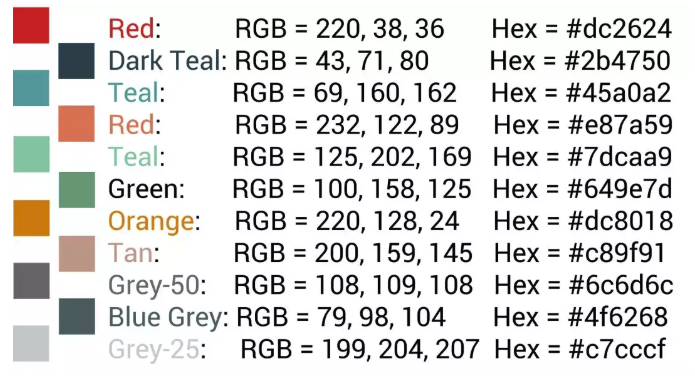 Red: RGB = 220, 38, 36 Hex = #dc2624
Dark Teal: RGB = 43, 71, 80 Hex = #2b4750
Teal: RGB = 69, 160, 162 Hex = #45a0a2
Red: RGB = 232, 122, 89 Hex = #e87a59
Teal: RGB = 125, 202, 169 Hex = #7dcaa9
Green: RGB = 100, 158, 125 Hex = #649e7d
Orange: RGB = 220, 128, 24 Hex = #dc8018
Tan: RGB = 200, 159, 145 Hex = #c89f91
Grey-50: RGB = 108, 109, 108 Hex = #6c6d6c
Blue Grey: RGB = 79, 98, 104 Hex = #4f6268
Grey-25: RGB = 199, 204, 207 Hex = #c7cccf